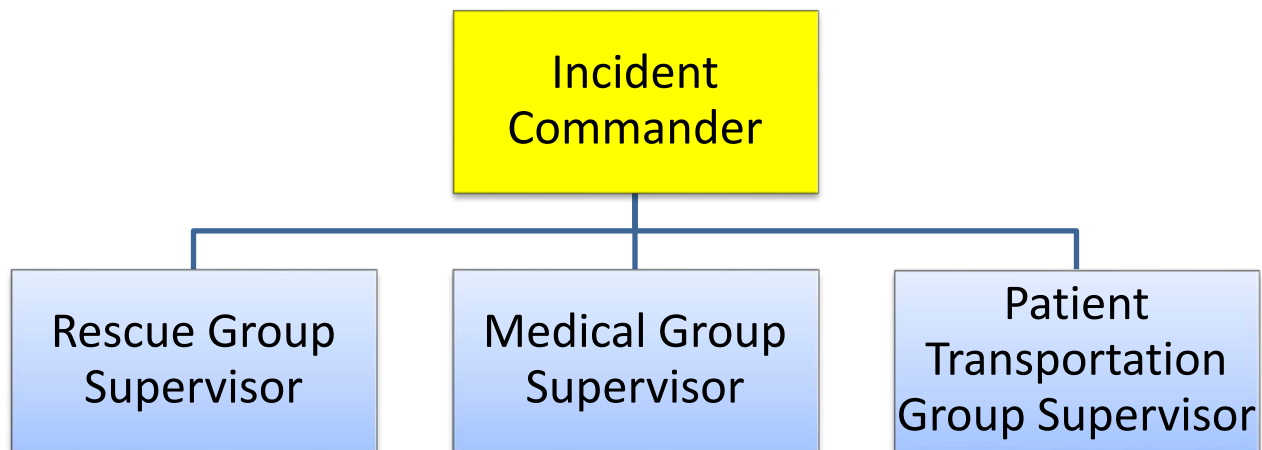 Incident
Commander
Rescue Group
Supervisor
Medical Group
Supervisor
Patient
Transportation
Group Supervisor